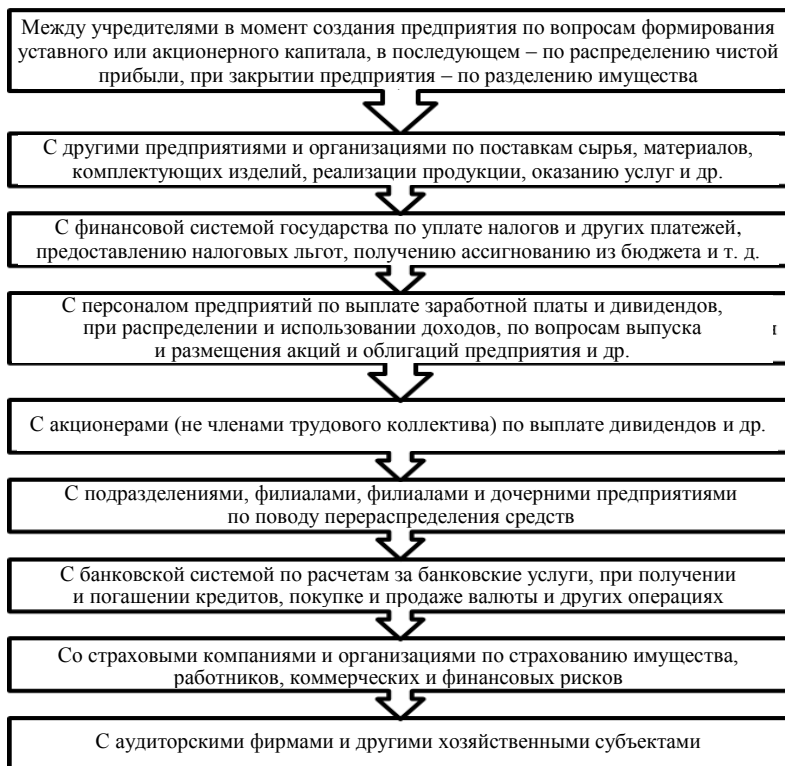 Между учредителями в момент создания предприятия по вопросам формирования
уставного или акционерного капитала, в последующем – по распределению чистой
прибыли, при закрытии предприятия – по разделению имущества
С другими предприятиями и организациями по поставкам сырья, материалов,
комплектующих изделий, реализации продукции, оказанию услуг и др.
С финансовой системой государства по уплате налогов и других платежей,
предоставлению налоговых льгот, получению ассигнованию из бюджета и т. д.
С персоналом предприятий по выплате заработной платы и дивидендов,
при распределении и использовании доходов, по вопросам выпуска
и размещения акций и облигаций предприятия и др.
С акционерами (не членами трудового коллектива) по выплате дивидендов и др.
С подразделениями, филиалами, филиалами и дочерними предприятиями
по поводу перераспределения средств
С банковской системой по расчетам за банковские услуги, при получении
и погашении кредитов, покупке и продаже валюты и других операциях
Со страховыми компаниями и организациями по страхованию имущества,
работников, коммерческих и финансовых рисков
С аудиторскими фирмами и другими хозяйственными субъектами